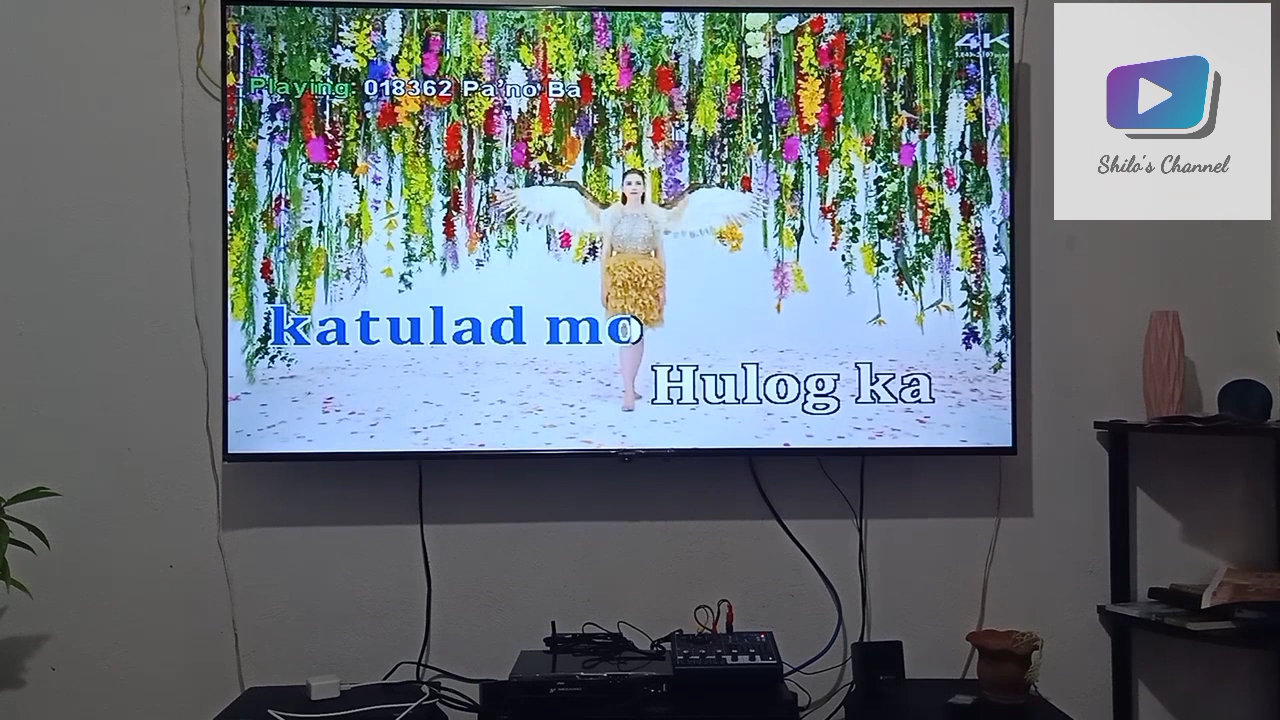 4K
Playing: 018362 Pa'no Ba
Shilo's Channel
katulad mo
Hulog ka